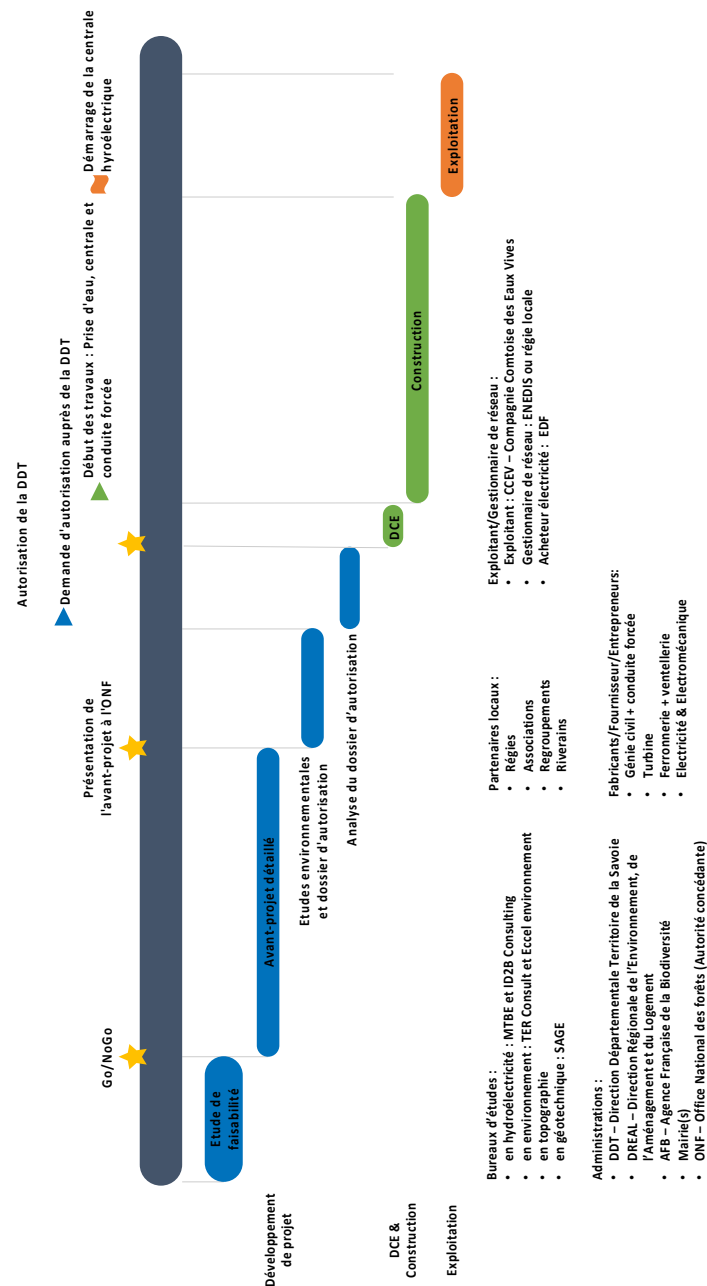 Autorisation de la DDT
Demande d'autorisation auprès de la DDT
Présentation de
l'avant-projet à l'ONF
Début des travaux : Prise d'eau, centrale et
conduite forcée
Démarrage de la centrale
hyroélectrique
Go/NoGo
Développement
de projet
Etude de
faisabilité
Avant-projet détaillé
Etudes environnementales
et dossier d'autorisation
Analyse du dossier d'autorisation
DCE &
Construction
DCE
Construction
Exploitation
Exploitation
Bureaux d'études :
• en hydroélectricité : MTBE et ID2B Consulting
• en environnement : TER Consult et Eccel environnement
• en topographie
• en géotechnique : SAGE
Partenaires locaux :
• Régies
• Associations
• Regroupements
• Riverains
Exploitant/Gestionnaire de réseau :
• Exploitant : CCEV – Compagnie Comtoise des Eaux Vives
• Gestionnaire de réseau : ENEDIS ou régie locale
• Acheteur électricité : EDF
Administrations :
• DDT – Direction Départementale Territoire de la Savoie
• DREAL – Direction Régionale de l'Environnement, de
l'Aménagement et du Logement
• AFB – Agence Française de la Biodiversité
• Mairie(s)
• ONF – Office National des forêts (Autorité concédante)
Fabricants/Fournisseur/Entrepreneurs:
• Génie civil + conduite forcée
• Turbine
• Ferronnerie + ventellerie
• Electricité & Electromécanique